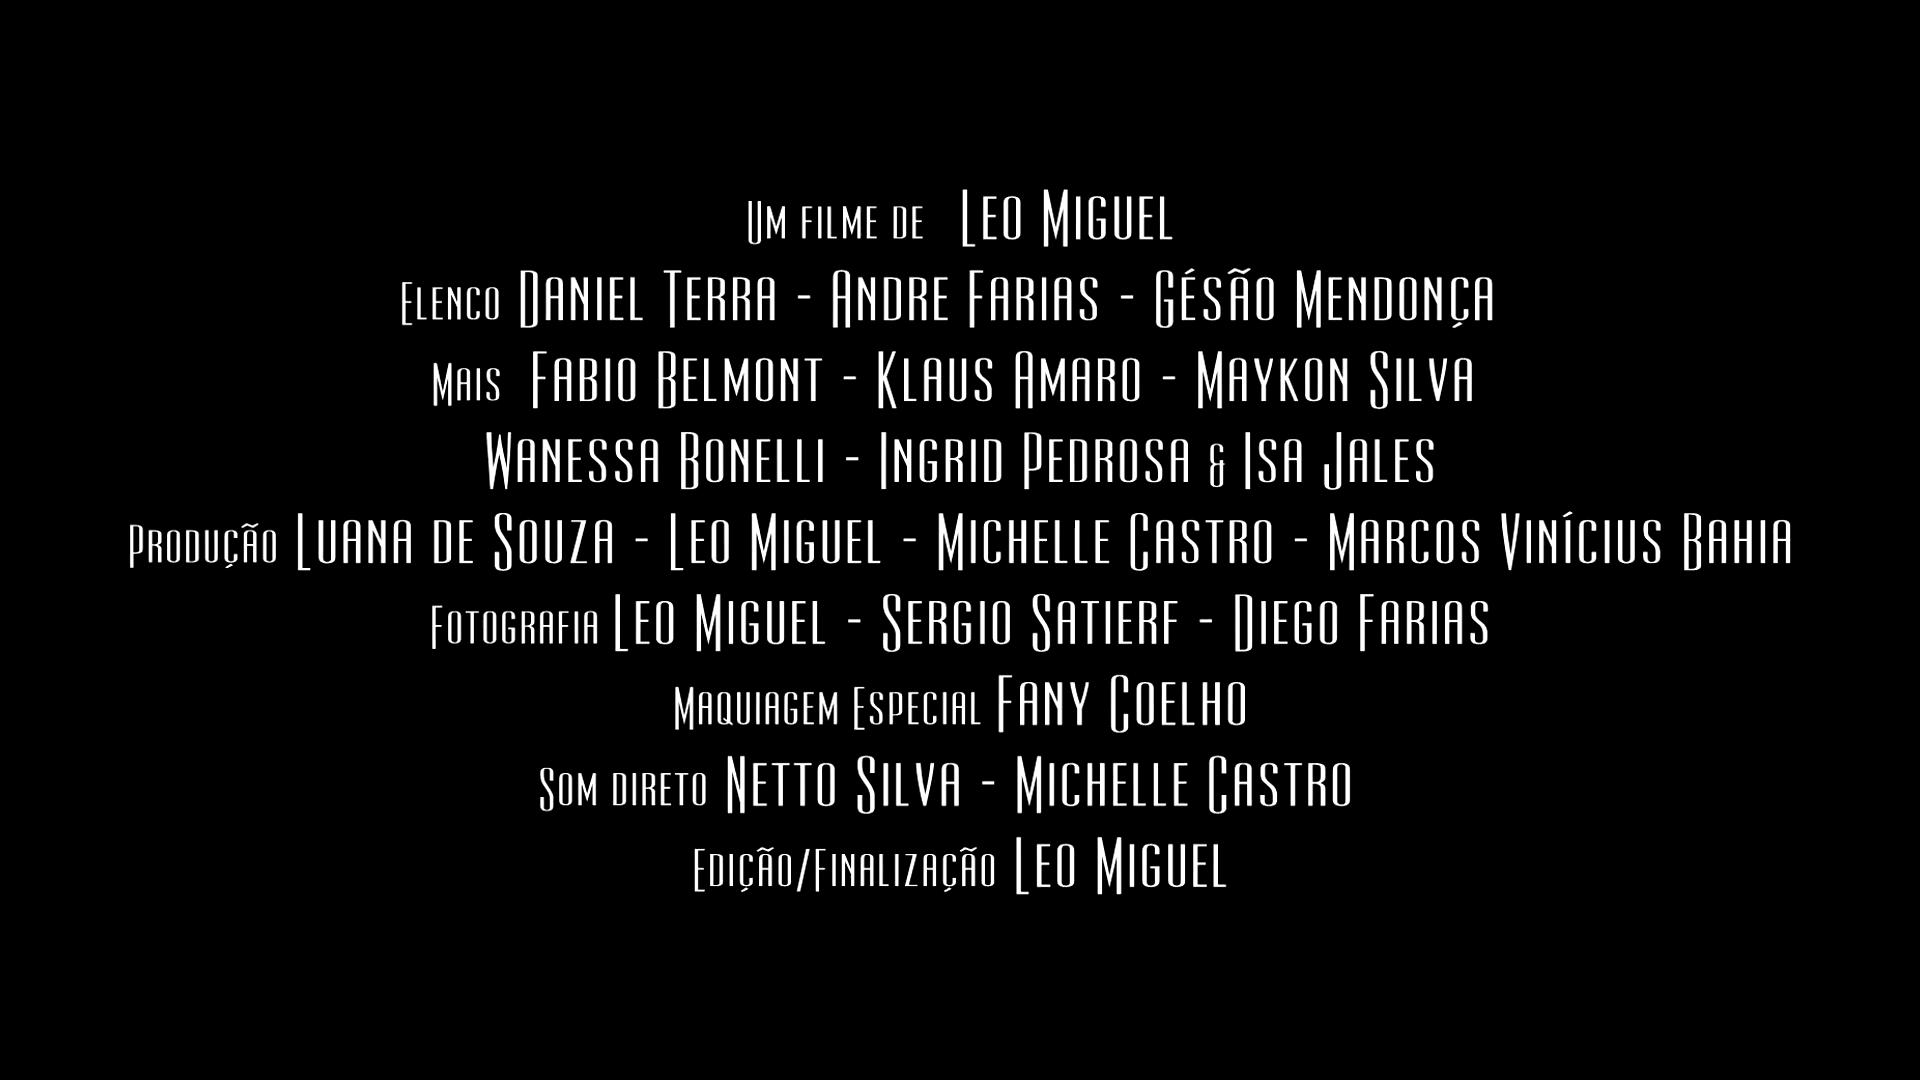 Um filme de Leo Miguel
Elenco Daniel Terra - Andre Farias - Gésão Mendonça
Mais Fabio Belmont - Klaus Amaro - Maykon Silva
Wanessa Bonelli - Ingrid Pedrosa & Isa Jales
Produção Luana de Souza - Leo Miguel - Michelle Castro - Marcos Vinícius Bahia
Fotografia Leo Miguel - Sergio Satierf - Diego Farias
Maquiagem Especial Fany Coelho
Som direto Netto Silva - Michelle Castro
Edição/Finalização Leo Miguel